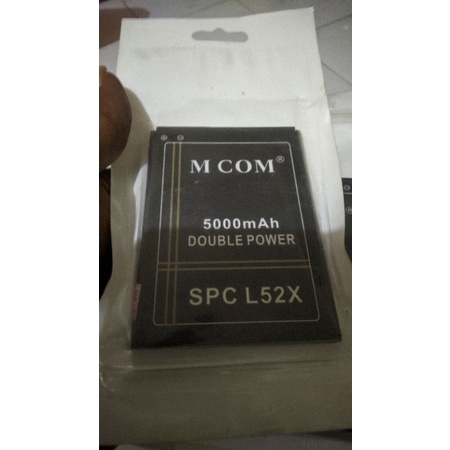 M COM®
5000mAh
DOUBLE POWER
SPC L52X